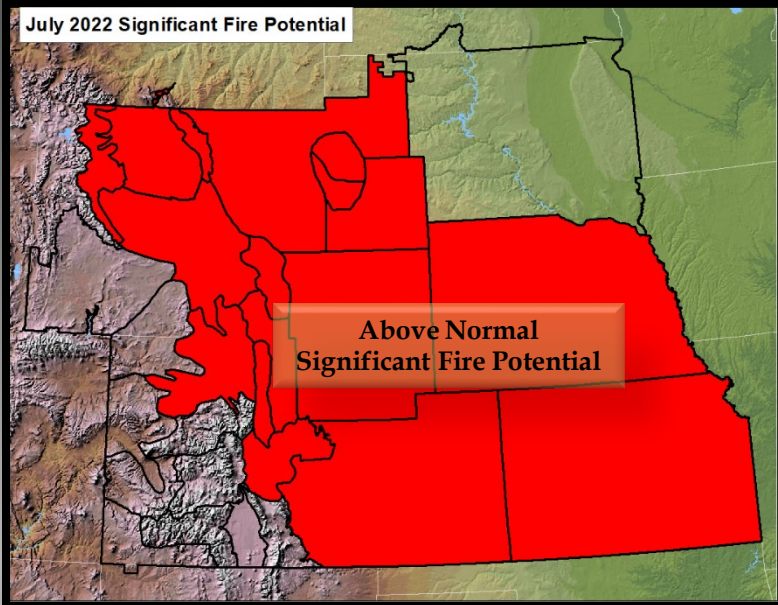 July 2022 Significant Fire Potential
Above Normal
Significant Fire Potential